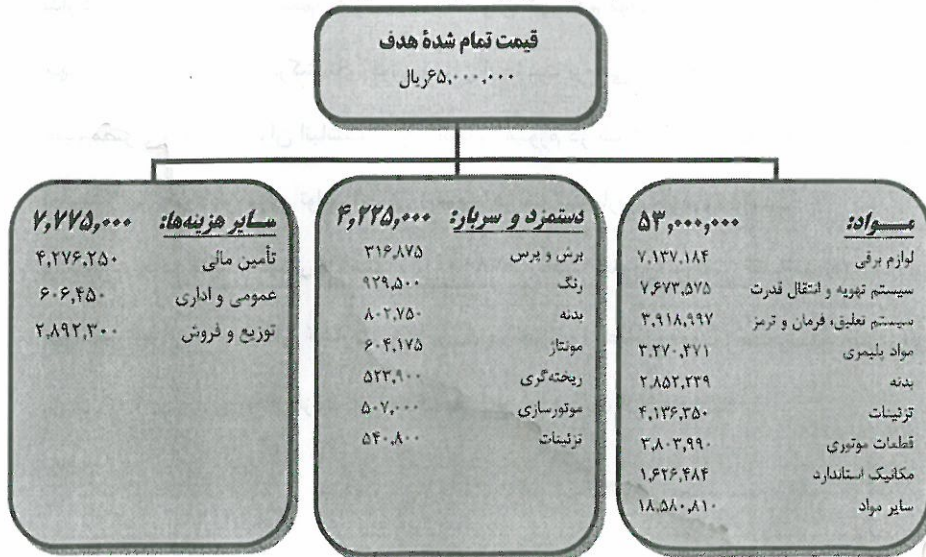 قیمت تمام شدهٔ هدف
۶۵,۰۰۰,۰۰۰ریال
مـــواد: ۵۳,۰۰۰,۰۰۰
لوازم برقی ۷,۱۳۷,۱۸۴
سیستم تهویه و انتقال قدرت ۷,۶۷۳,۵۷۵
سیستم تعلیق، فرمان و ترمز ۳,۹۱۸,۹۹۷
مواد پلیمری ۳,۲۷۰,۴۷۱
بدنه ۲,۸۵۲,۲۳۹
تزئینات ۴,۱۳۶,۳۵۰
قطعات موتوری ۳,۸۰۳,۹۹۰
مکانیک استاندارد ۱,۶۲۶,۴۸۴
سایر مواد ۱۸,۵۸۰,۸۱۰
دستمزد و سربار: ۴,۲۲۵,۰۰۰
برش و پرس ۳۱۶,۸۷۵
رنگ ۹۲۹,۵۰۰
بدنه ۸۰۲,۷۵۰
مونتاژ ۶۰۴,۱۷۵
ریخته‌گری ۵۲۳,۹۰۰
موتورسازی ۵۰۷,۰۰۰
تزئینات ۵۴۰,۸۰۰
ســایر هزینه‌ها: ۷,۷۷۵,۰۰۰
تأمین مالی ۴,۲۷۶,۲۵۰
عمومی و اداری ۶۰۶,۴۵۰
توزیع و فروش ۲,۸۹۲,۳۰۰